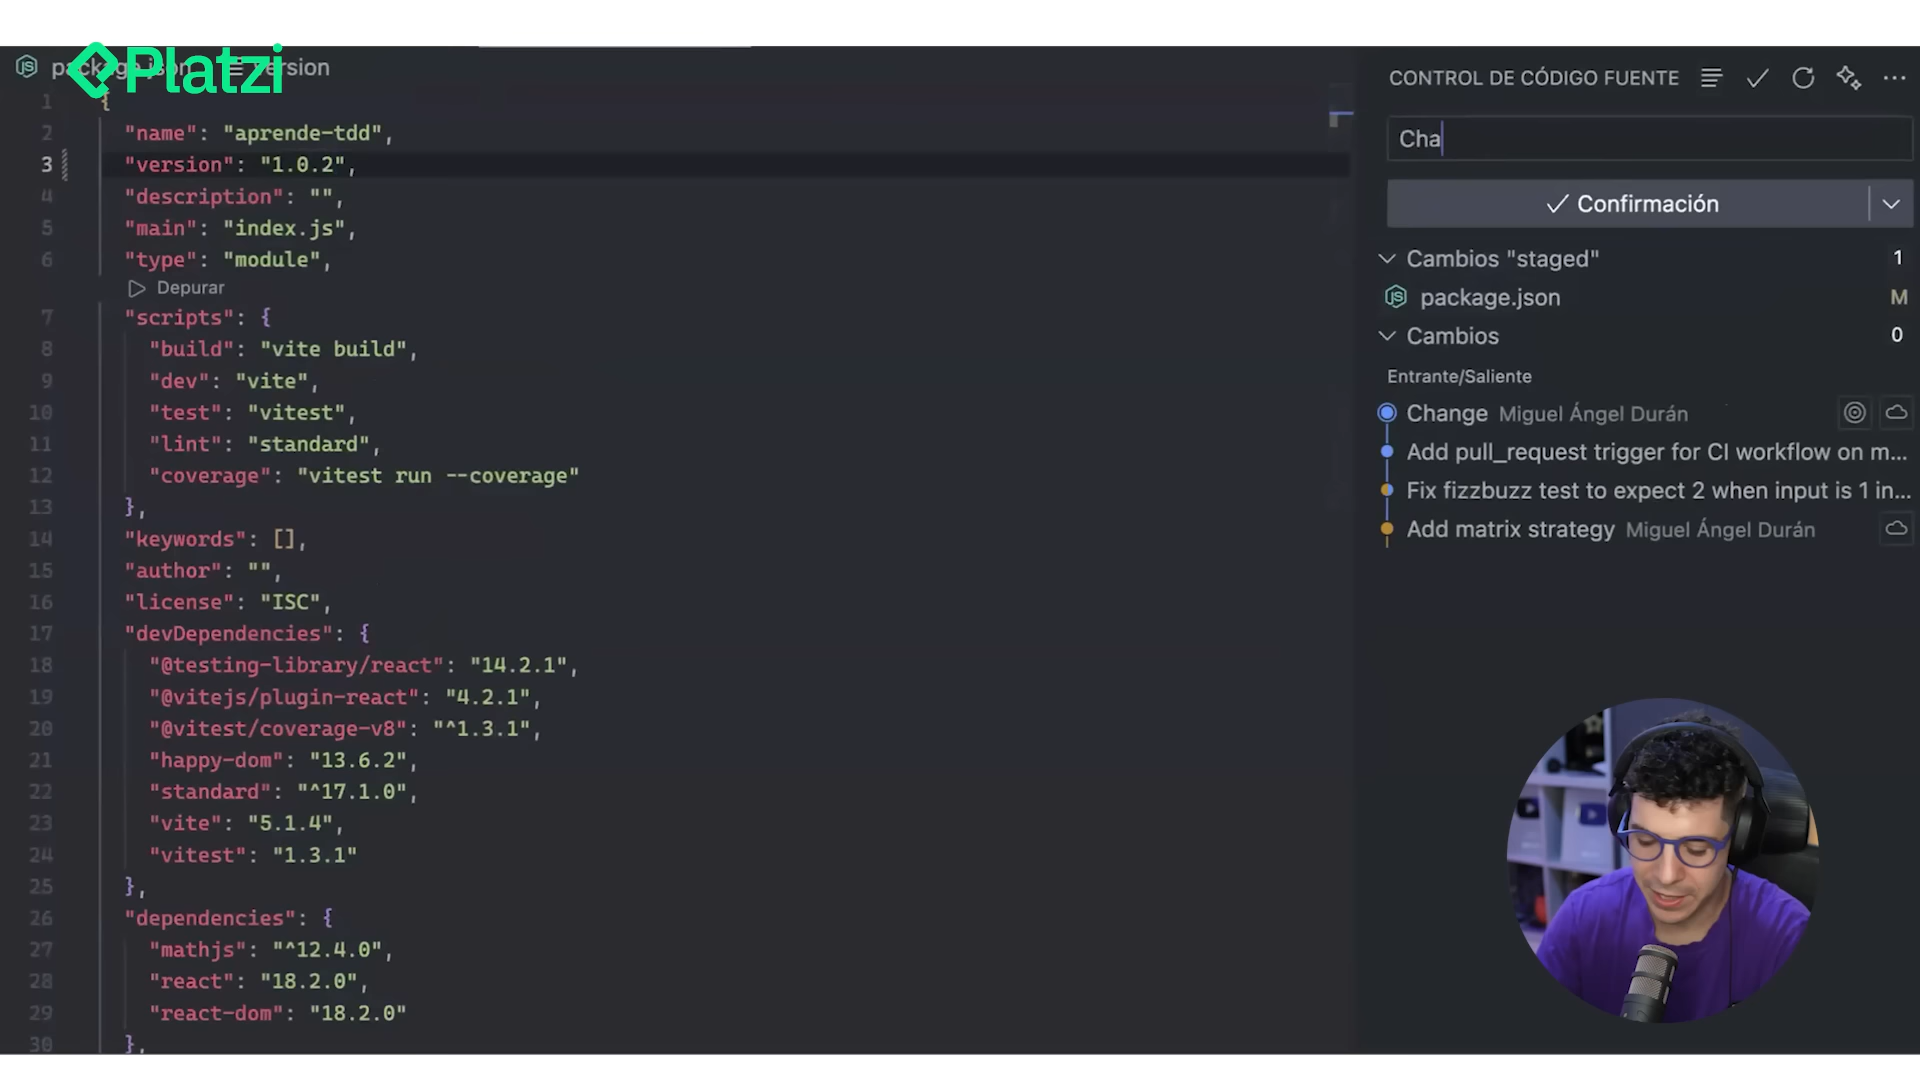 Platzi
package.json
version
1 {
2 "name": "aprende-tdd",
3 "version": "1.0.2",
4 "description": "",
5 "main": "index.js",
6 "type": "module",
Depurar
7 "scripts": {
8 "build": "vite build",
9 "dev": "vite",
10 "test": "vitest",
11 "lint": "standard",
12 "coverage": "vitest run --coverage"
13 },
14 "keywords": [],
15 "author": "",
16 "license": "ISC",
17 "devDependencies": {
18 "@testing-library/react": "14.2.1",
19 "@vitejs/plugin-react": "4.2.1",
20 "@vitest/coverage-v8": "^1.3.1",
21 "happy-dom": "13.6.2",
22 "standard": "^17.1.0",
23 "vite": "5.1.4",
24 "vitest": "1.3.1"
25 },
26 "dependencies": {
27 "mathjs": "^12.4.0",
28 "react": "18.2.0",
29 "react-dom": "18.2.0"
30 },
CONTROL DE CÓDIGO FUENTE
Cha
Confirmación
Cambios "staged" 1
package.json M
Cambios 0
Entrante/Saliente
Change Miguel Ángel Durán
Add pull_request trigger for CI workflow on m...
Fix fizzbuzz test to expect 2 when input is 1 in...
Add matrix strategy Miguel Ángel Durán